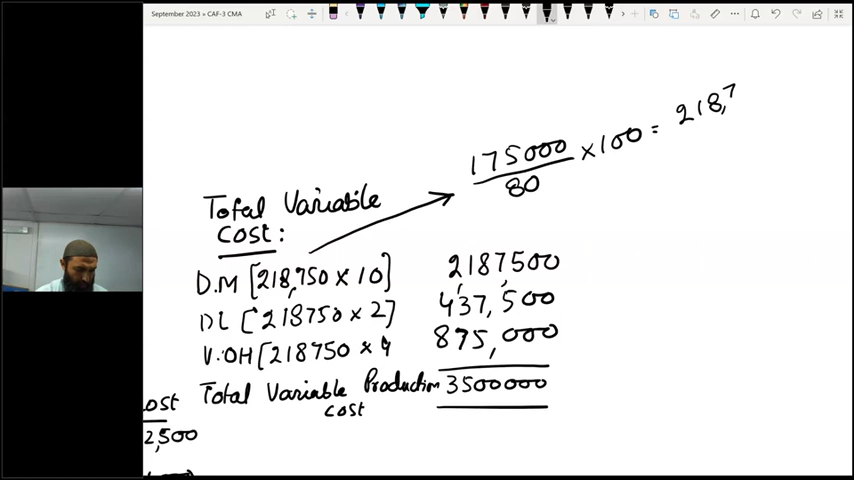 September 2023 » CAF-3 CMA
175000
80
×100 = 218,7
Total Variable
Cost:
D.M [218,750 × 10] 2187500
DL [218750 × 2] 437,500
V.OH [218750 × 4 875,000
Total Variable Production 3500000
cost
ost
2,500